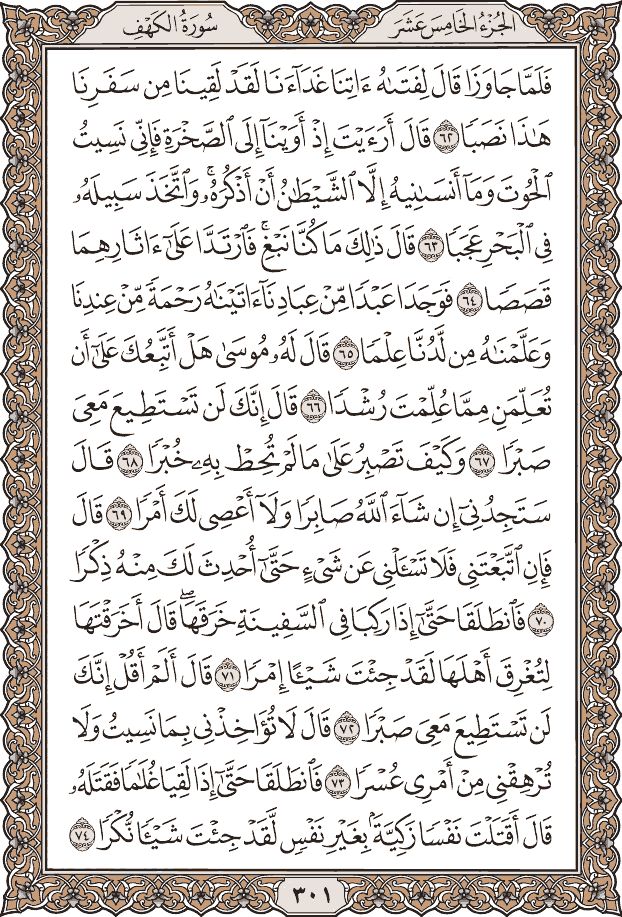 الجُزْءُ الخَامِسَ عَشَرَ
سُورَةُ الكَهْفِ
فَلَمَّا جَاوَزَا قَالَ لِفَتَىٰهُ ءَاتِنَا غَدَآءَنَا لَقَدْ لَقِينَا مِن سَفَرِنَا
هَٰذَا نَصَبًا ٦٢ قَالَ أَرَءَيْتَ إِذْ أَوَيْنَآ إِلَى ٱلصَّخْرَةِ فَإِنِّي نَسِيتُ
ٱلْحُوتَ وَمَآ أَنسَىٰنِيهُ إِلَّا ٱلشَّيْطَٰنُ أَنْ أَذْكُرَهُۥۚ وَٱتَّخَذَ سَبِيلَهُۥ
فِي ٱلْبَحْرِ عَجَبًا ٦٣ قَالَ ذَٰلِكَ مَا كُنَّا نَبْغِۚ فَٱرْتَدَّا عَلَىٰٓ ءَاثَارِهِمَا
قَصَصًا ٦٤ فَوَجَدَا عَبْدًا مِّنْ عِبَادِنَآ ءَاتَيْنَٰهُ رَحْمَةً مِّنْ عِندِنَا
وَعَلَّمْنَٰهُ مِن لَّدُنَّا عِلْمًا ٦٥ قَالَ لَهُۥ مُوسَىٰ هَلْ أَتَّبِعُكَ عَلَىٰٓ أَن
تُعَلِّمَنِ مِمَّا عُلِّمْتَ رُشْدًا ٦٦ قَالَ إِنَّكَ لَن تَسْتَطِيعَ مَعِيَ
صَبْرًا ٦٧ وَكَيْفَ تَصْبِرُ عَلَىٰ مَا لَمْ تُحِطْ بِهِۦ خُبْرًا ٦٨ قَالَ
سَتَجِدُنِيٓ إِن شَآءَ ٱللَّهُ صَابِرًا وَلَآ أَعْصِي لَكَ أَمْرًا ٦٩ قَالَ
فَإِنِ ٱتَّبَعْتَنِي فَلَا تَسْـَٔلْنِي عَن شَيْءٍ حَتَّىٰٓ أُحْدِثَ لَكَ مِنْهُ ذِكْرًا
٧٠ فَٱنطَلَقَا حَتَّىٰٓ إِذَا رَكِبَا فِي ٱلسَّفِينَةِ خَرَقَهَاۖ قَالَ أَخَرَقْتَهَا
لِتُغْرِقَ أَهْلَهَا لَقَدْ جِئْتَ شَيْـًٔا إِمْرًا ٧١ قَالَ أَلَمْ أَقُلْ إِنَّكَ
لَن تَسْتَطِيعَ مَعِيَ صَبْرًا ٧٢ قَالَ لَا تُؤَاخِذْنِي بِمَا نَسِيتُ وَلَا
تُرْهِقْنِي مِنْ أَمْرِي عُسْرًا ٧٣ فَٱنطَلَقَا حَتَّىٰٓ إِذَا لَقِيَا غُلَٰمًا فَقَتَلَهُۥ
قَالَ أَقَتَلْتَ نَفْسًا زَكِيَّةًۢ بِغَيْرِ نَفْسٍ لَّقَدْ جِئْتَ شَيْـًٔا نُّكْرًا ٧٤
٣٠١